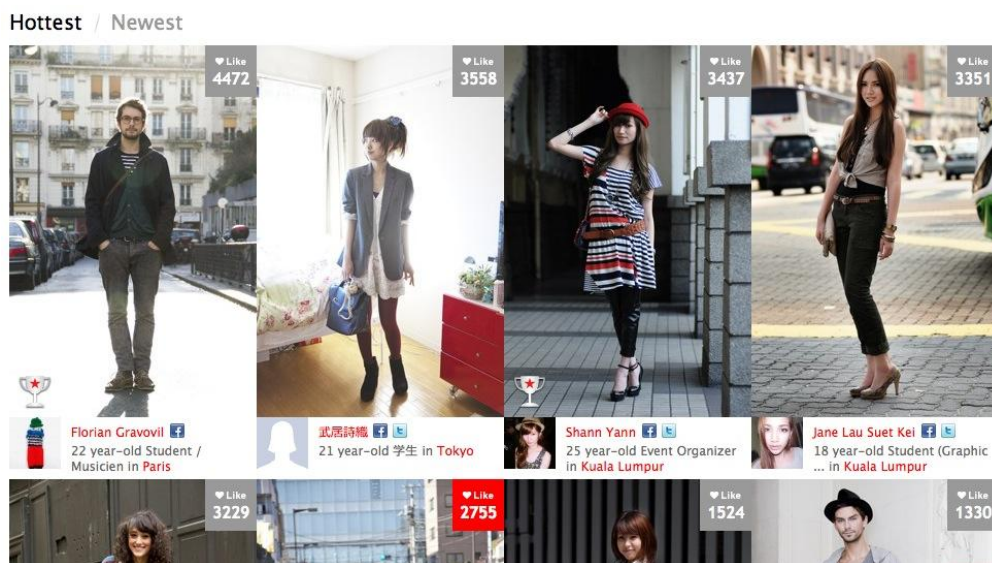 Hottest / Newest
Like
4472
Like
3558
Like
3437
Like
3351
Florian Gravovil
22 year-old Student /
Musicien in Paris
武居詩織
21 year-old 学生 in Tokyo
Shann Yann
25 year-old Event Organizer
in Kuala Lumpur
Jane Lau Suet Kei
18 year-old Student (Graphic
... in Kuala Lumpur
Like
3229
Like
2755
Like
1524
Like
1330